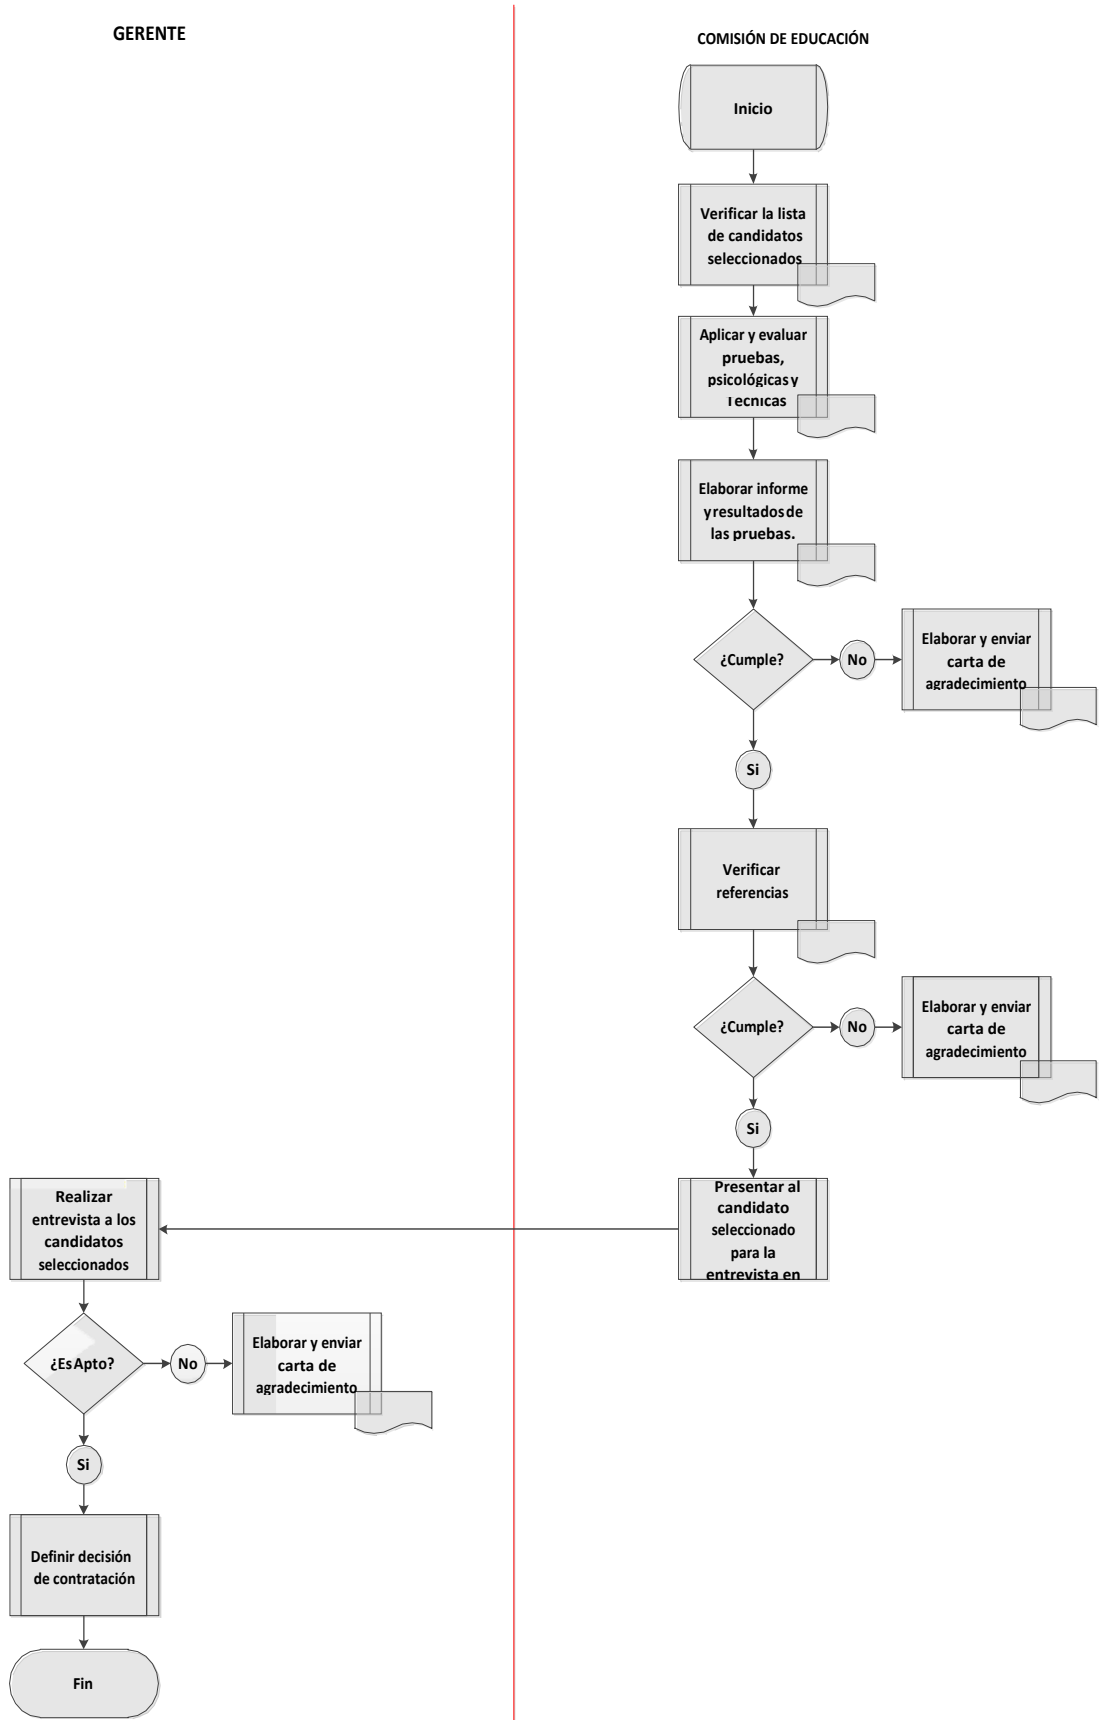 GERENTE
COMISIÓN DE EDUCACIÓN
Inicio
Verificar la lista
de candidatos
seleccionados
Aplicar y evaluar
pruebas,
psicológicas y
Técnicas
Elaborar informe
y resultados de
las pruebas.
¿Cumple?
No
Elaborar y enviar
carta de
agradecimiento
Si
Verificar
referencias
¿Cumple?
No
Elaborar y enviar
carta de
agradecimiento
Si
Presentar al
candidato
seleccionado
para la
entrevista en
Realizar
entrevista a los
candidatos
seleccionados
¿Es Apto?
No
Elaborar y enviar
carta de
agradecimiento
Si
Definir decisión
de contratación
Fin